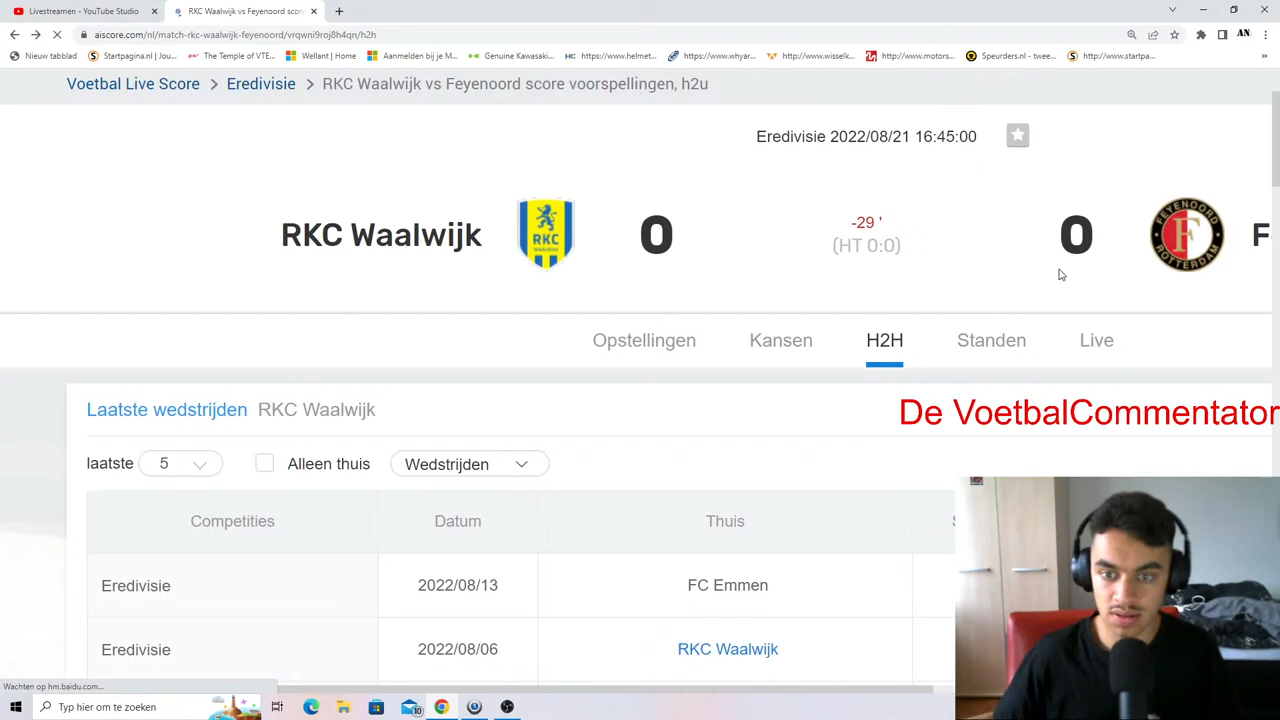 Livestreamen - YouTube Studio
RKC Waalwijk vs Feyenoord scor
aiscore.com/nl/match-rkc-waalwijk-feyenoord/vrqwni9roj8h4qn/h2h
Nieuw tabblad
Startpagina.nl | Jou...
The Temple of VTE...
Wellant | Home
Aanmelden bij je M...
Genuine Kawasaki...
https://www.helmet...
https://www.whyar...
http://www.wisselk...
http://www.motors...
Speurders.nl - twee...
http://www.startpa...
Voetbal Live Score > Eredivisie > RKC Waalwijk vs Feyenoord score voorspellingen, h2u
Eredivisie 2022/08/21 16:45:00
RKC Waalwijk RKC 0 -29 ' 0 FEYENOORD ROTTERDAM F
(HT 0:0)
Opstellingen Kansen H2H Standen Live
Laatste wedstrijden RKC Waalwijk
De VoetbalCommentator
laatste 5 Alleen thuis Wedstrijden
Competities Datum Thuis
Eredivisie 2022/08/13 FC Emmen
Eredivisie 2022/08/06 RKC Waalwijk
Wachten op hm.baidu.com...
Typ hier om te zoeken 10